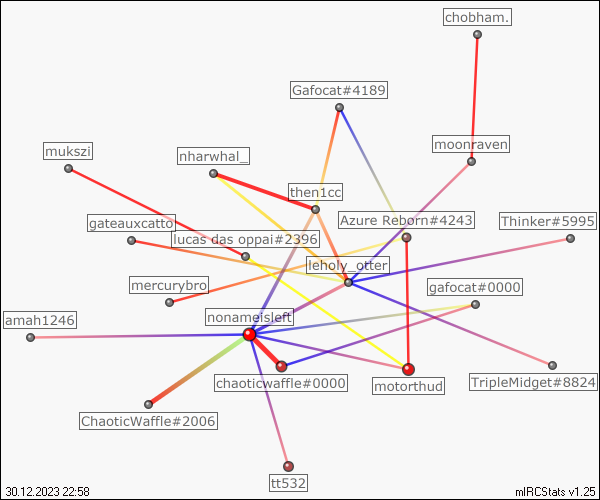 chobham.
Gafocat#4189
moonraven
mukszi
nharwhal_
then1cc
gateauxcatto
Azure Reborn#4243
Thinker#5995
lucas das oppai#2396
leholy_otter
mercurybro
gafocat#0000
amah1246
nonameisleft
chaoticwaffle#0000
motorthud
TripleMidget#8824
ChaoticWaffle#2006
tt532
30.12.2023 22:58
mIRCStats v1.25